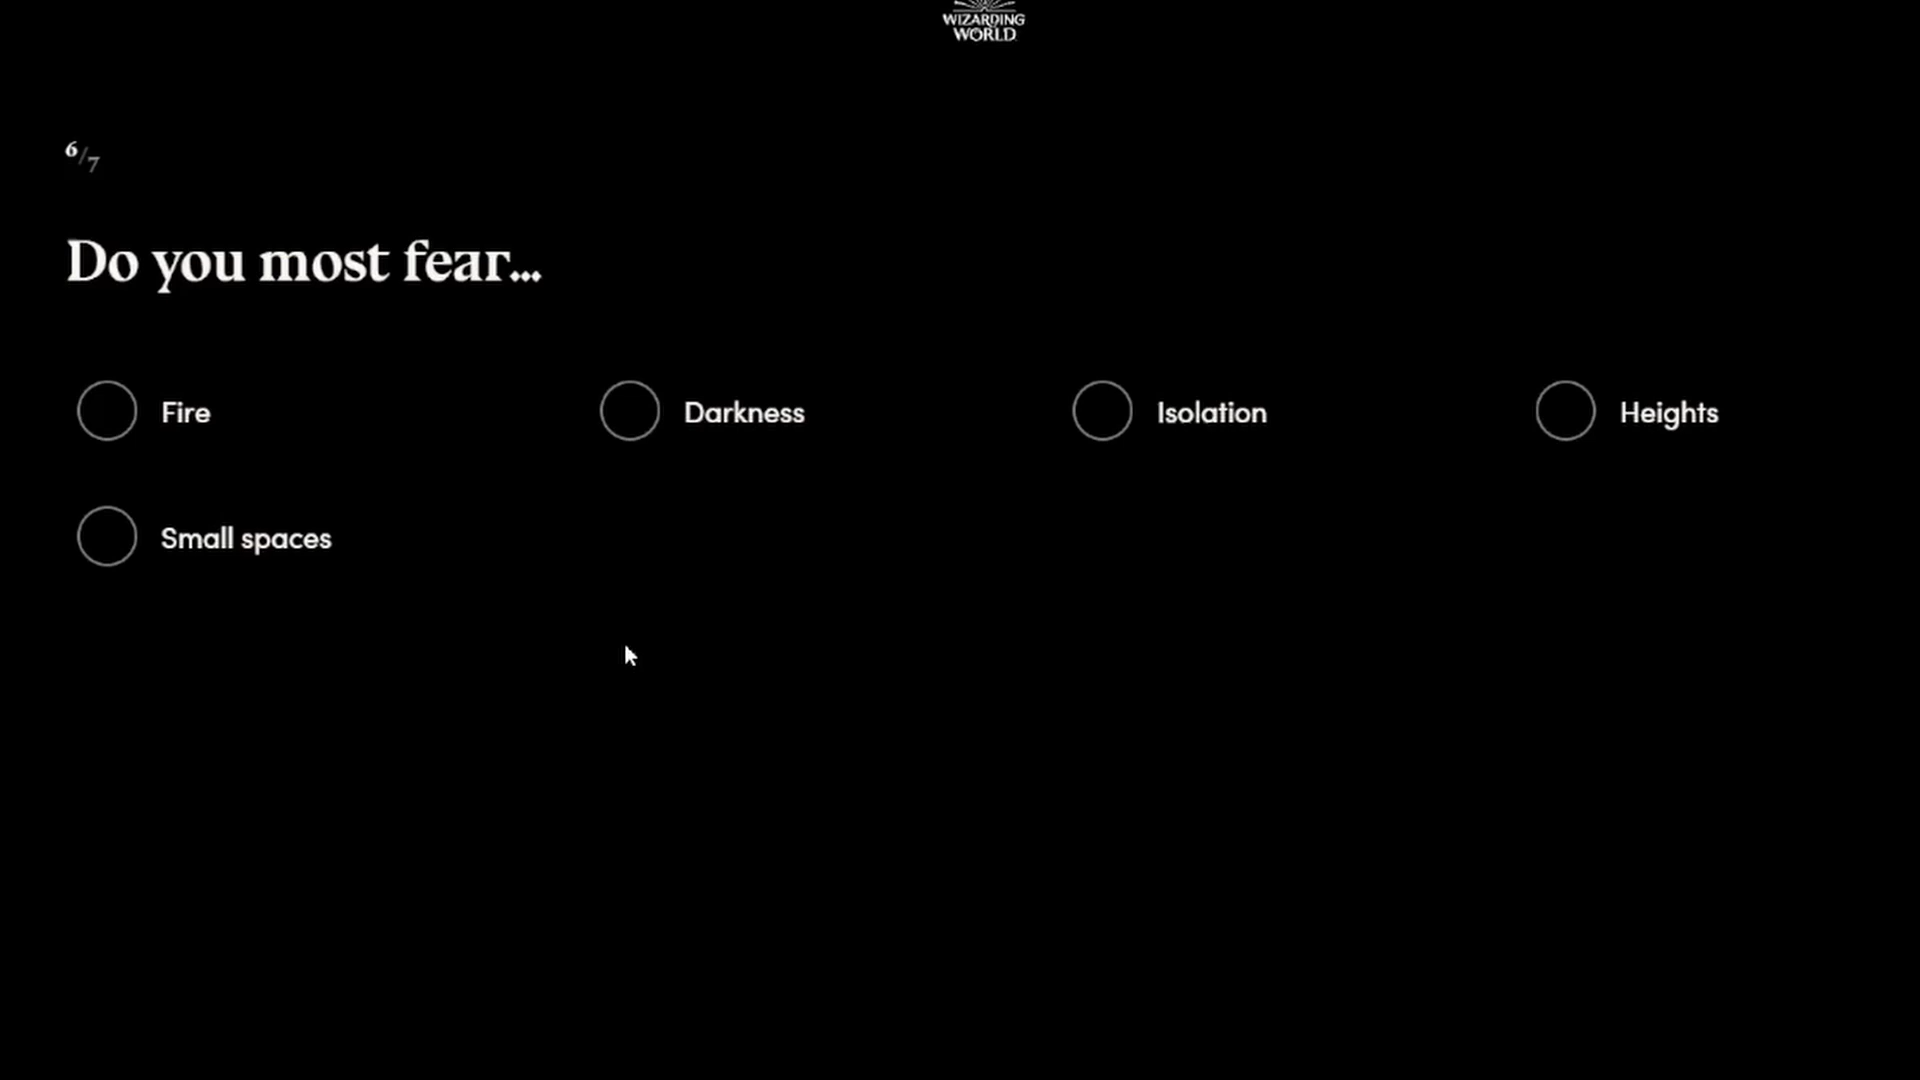 WIZARDING
WORLD
6/7
Do you most fear...
Fire
Darkness
Isolation
Heights
Small spaces